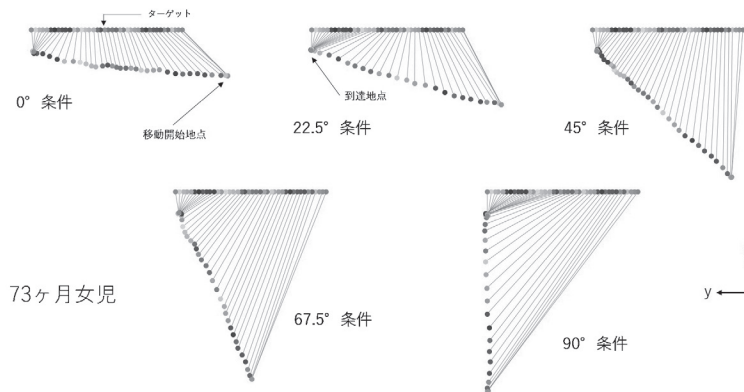 ターゲット
0° 条件
移動開始地点
到達地点
22.5° 条件
45° 条件
73ヶ月女児
67.5° 条件
90° 条件
y